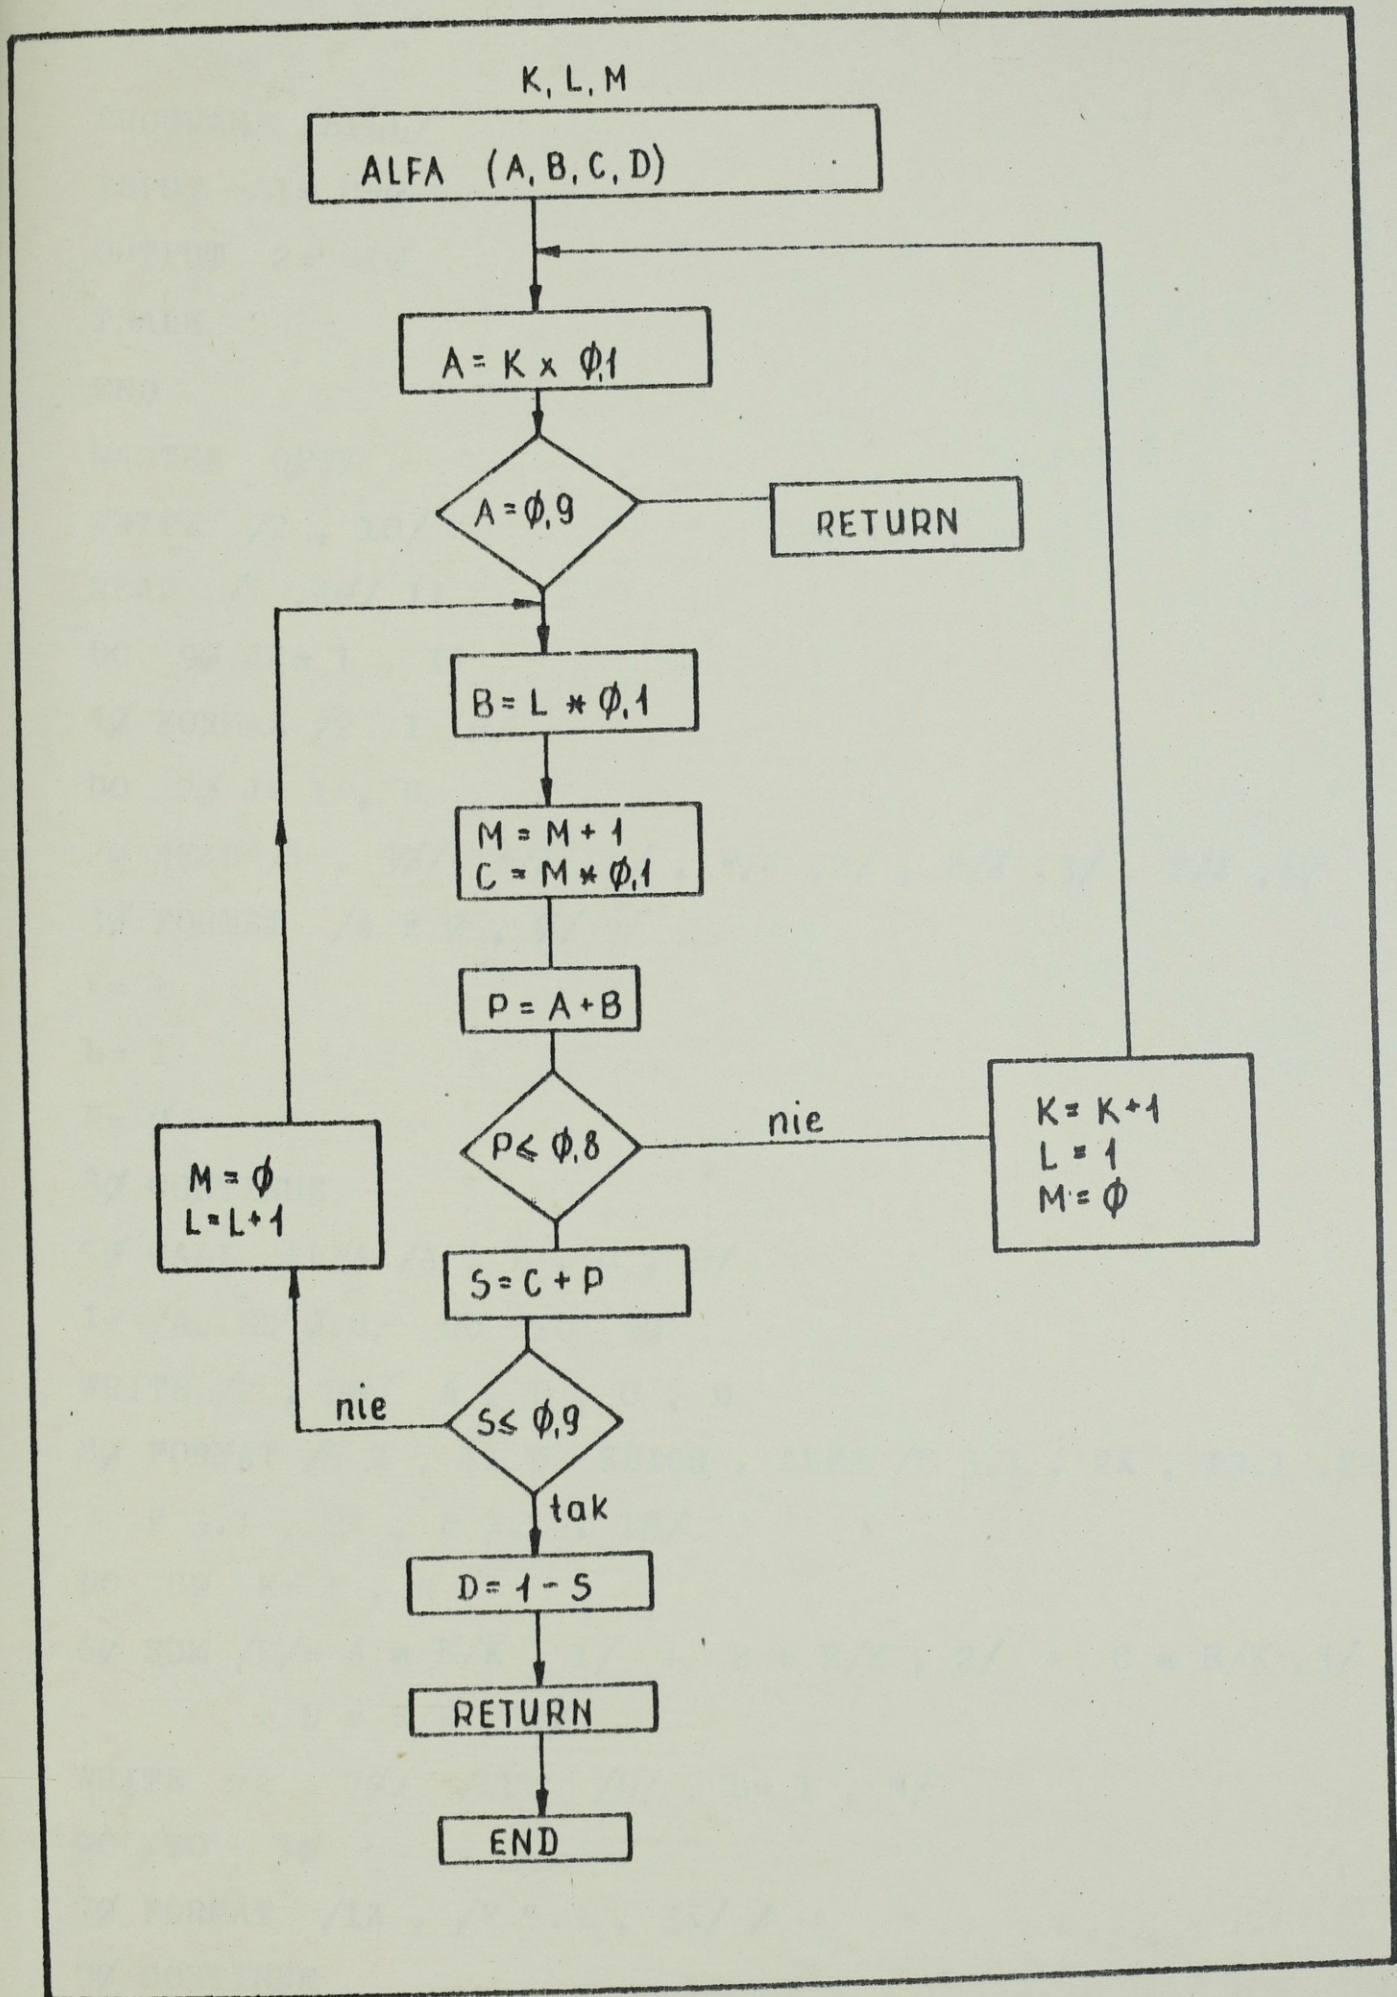 K, L, M
ALFA (A, B, C, D)
A = K x Ø,1
A = Ø,9
RETURN
B = L * Ø,1
M = M + 1
C = M * Ø,1
P = A + B
P ≤ Ø,8
nie
K = K + 1
L = 1
M = Ø
M = Ø
L = L + 1
S = C + P
S ≤ Ø,9
nie
tak
D = 1 - S
RETURN
END